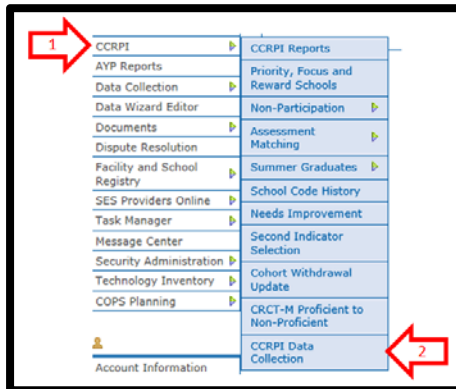 1
CCRPI
AYP Reports
Data Collection
Data Wizard Editor
Documents
Dispute Resolution
Facility and School
Registry
SES Providers Online
Task Manager
Message Center
Security Administration
Technology Inventory
COPS Planning
Account Information
CCRPI Reports
Priority, Focus and
Reward Schools
Non-Participation
Assessment
Matching
Summer Graduates
School Code History
Needs Improvement
Second Indicator
Selection
Cohort Withdrawal
Update
CRCT-M Proficient to
Non-Proficient
CCRPI Data
Collection
2